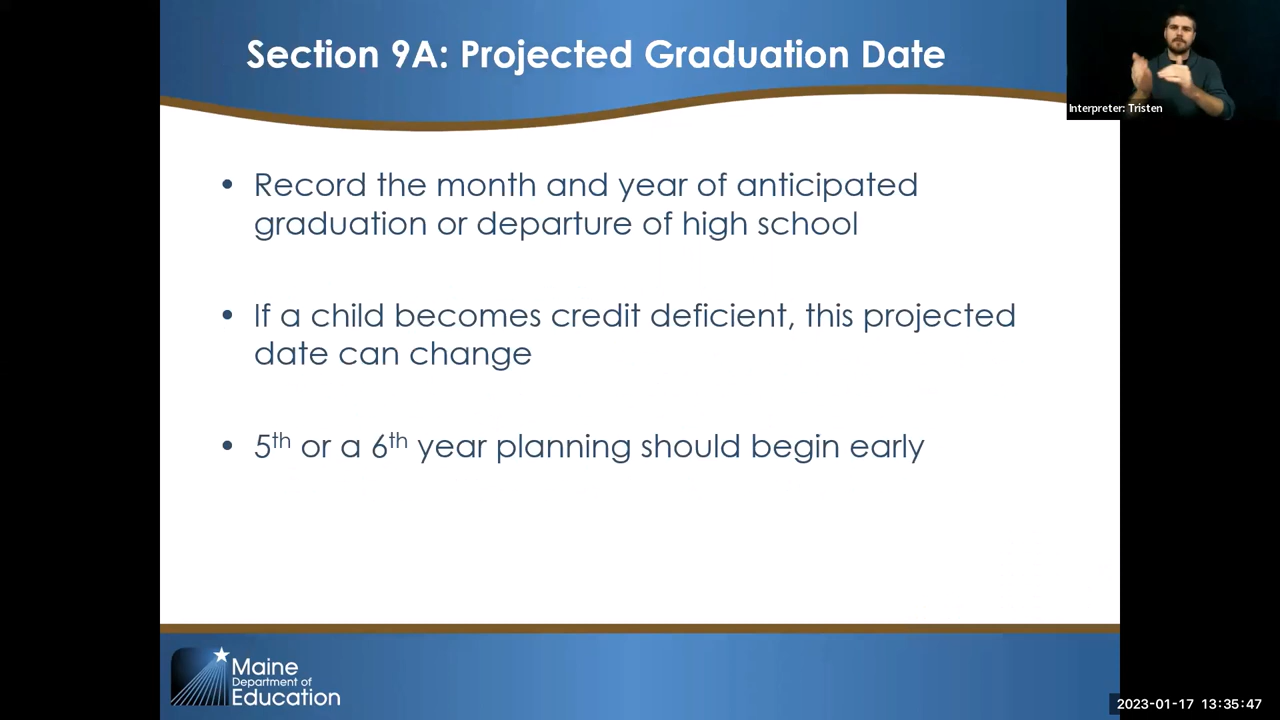 Section 9A: Projected Graduation Date
Interpreter: Tristen
• Record the month and year of anticipated
graduation or departure of high school
• If a child becomes credit deficient, this projected
date can change
• 5th or a 6th year planning should begin early
Maine
Department of
Education
2023-01-17 13:35:47